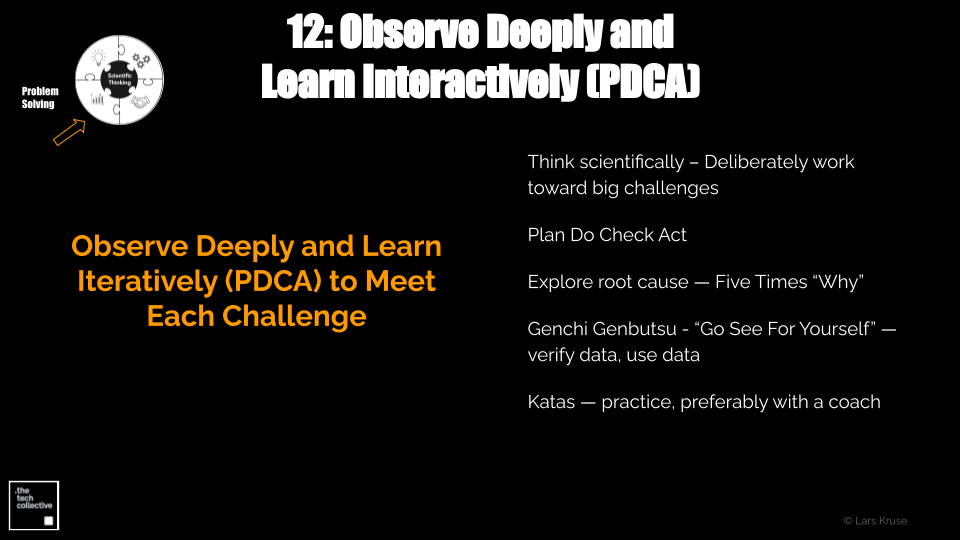 12: Observe Deeply and
Learn Interactively (PDCA)
Scientific
Thinking
Problem
Solving
Observe Deeply and Learn
Iteratively (PDCA) to Meet
Each Challenge
Think scientifically – Deliberately work
toward big challenges
Plan Do Check Act
Explore root cause — Five Times “Why”
Genchi Genbutsu - “Go See For Yourself” —
verify data, use data
Katas — practice, preferably with a coach
.the
tech
collective
© Lars Kruse